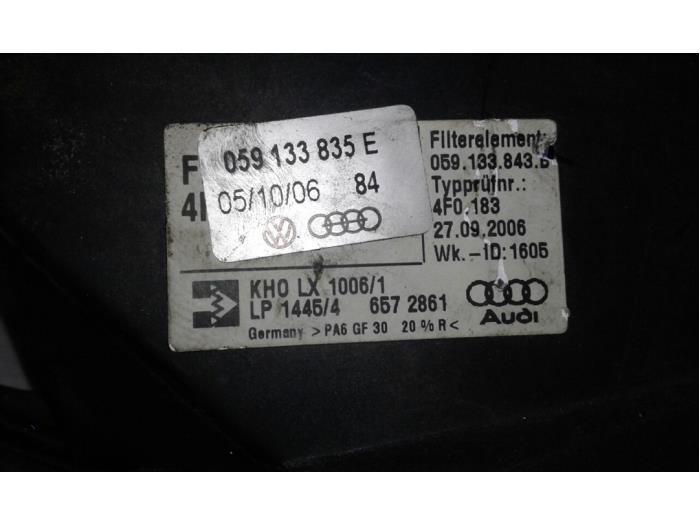 059 133 835 E
05/10/06 84
F
4F
Filterelement:
059.133.843.B
Typprüfnr.:
4F0.183
27.09.2006
Wk.-ID:1605
KHO LX 1006/1
LP 1445/4 657 2861
Germany >PA6 GF 30 20 % R<
Audi